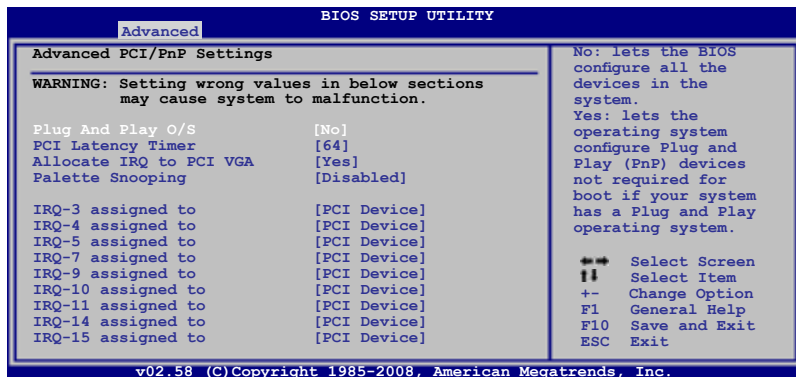 BIOS SETUP UTILITY
Advanced
Advanced PCI/PnP Settings
WARNING: Setting wrong values in below sections
may cause system to malfunction.
Plug And Play O/S [No]
PCI Latency Timer [64]
Allocate IRQ to PCI VGA [Yes]
Palette Snooping [Disabled]
IRQ-3 assigned to [PCI Device]
IRQ-4 assigned to [PCI Device]
IRQ-5 assigned to [PCI Device]
IRQ-7 assigned to [PCI Device]
IRQ-9 assigned to [PCI Device]
IRQ-10 assigned to [PCI Device]
IRQ-11 assigned to [PCI Device]
IRQ-14 assigned to [PCI Device]
IRQ-15 assigned to [PCI Device]
No: lets the BIOS
configure all the
devices in the
system.
Yes: lets the
operating system
configure Plug and
Play (PnP) devices
not required for
boot if your system
has a Plug and Play
operating system.
←→ Select Screen
↑↓ Select Item
+- Change Option
F1 General Help
F10 Save and Exit
ESC Exit
v02.58 (C)Copyright 1985-2008, American Megatrends, Inc.